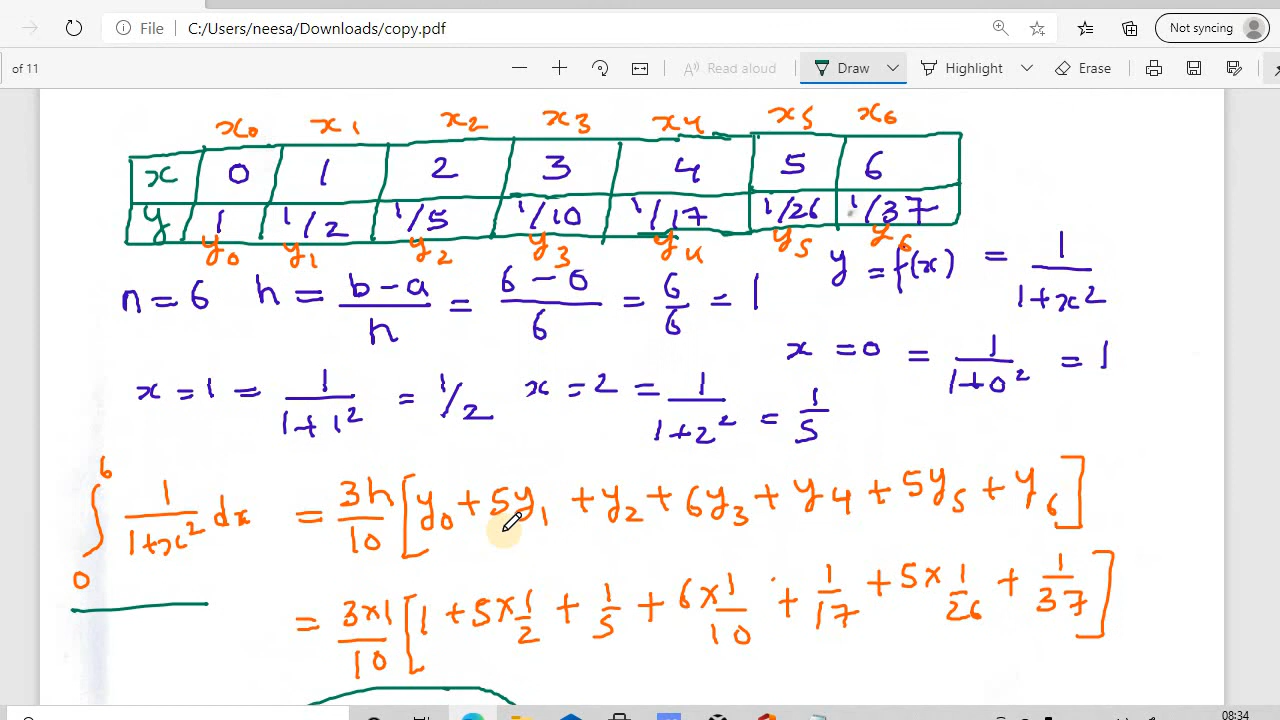 File C:/Users/neesa/Downloads/copy.pdf Not syncing
of 11 Read aloud Draw Highlight Erase
x₀ x₁ x₂ x₃ x₄ x₅ x₆
x 0 1 2 3 4 5 6
y 1 1/2 1/5 1/10 1/17 1/26 1/37
y₀ y₁ y₂ y₃ y₄ y₅ y₆
n = 6 h = (b-a)/n = (6-0)/6 = 6/6 = 1 y = f(x) = 1/(1+x²)
x = 0 = 1/(1+0²) = 1
x = 1 = 1/(1+1²) = 1/2 x = 2 = 1/(1+2²) = 1/5
∫₀⁶ 1/(1+x²) dx = 3h/10 [y₀ + 5y₁ + y₂ + 6y₃ + y₄ + 5y₅ + y₆]
= 3×1/10 [1 + 5×1/2 + 1/5 + 6×1/10 + 1/17 + 5×1/26 + 1/37]
08:34